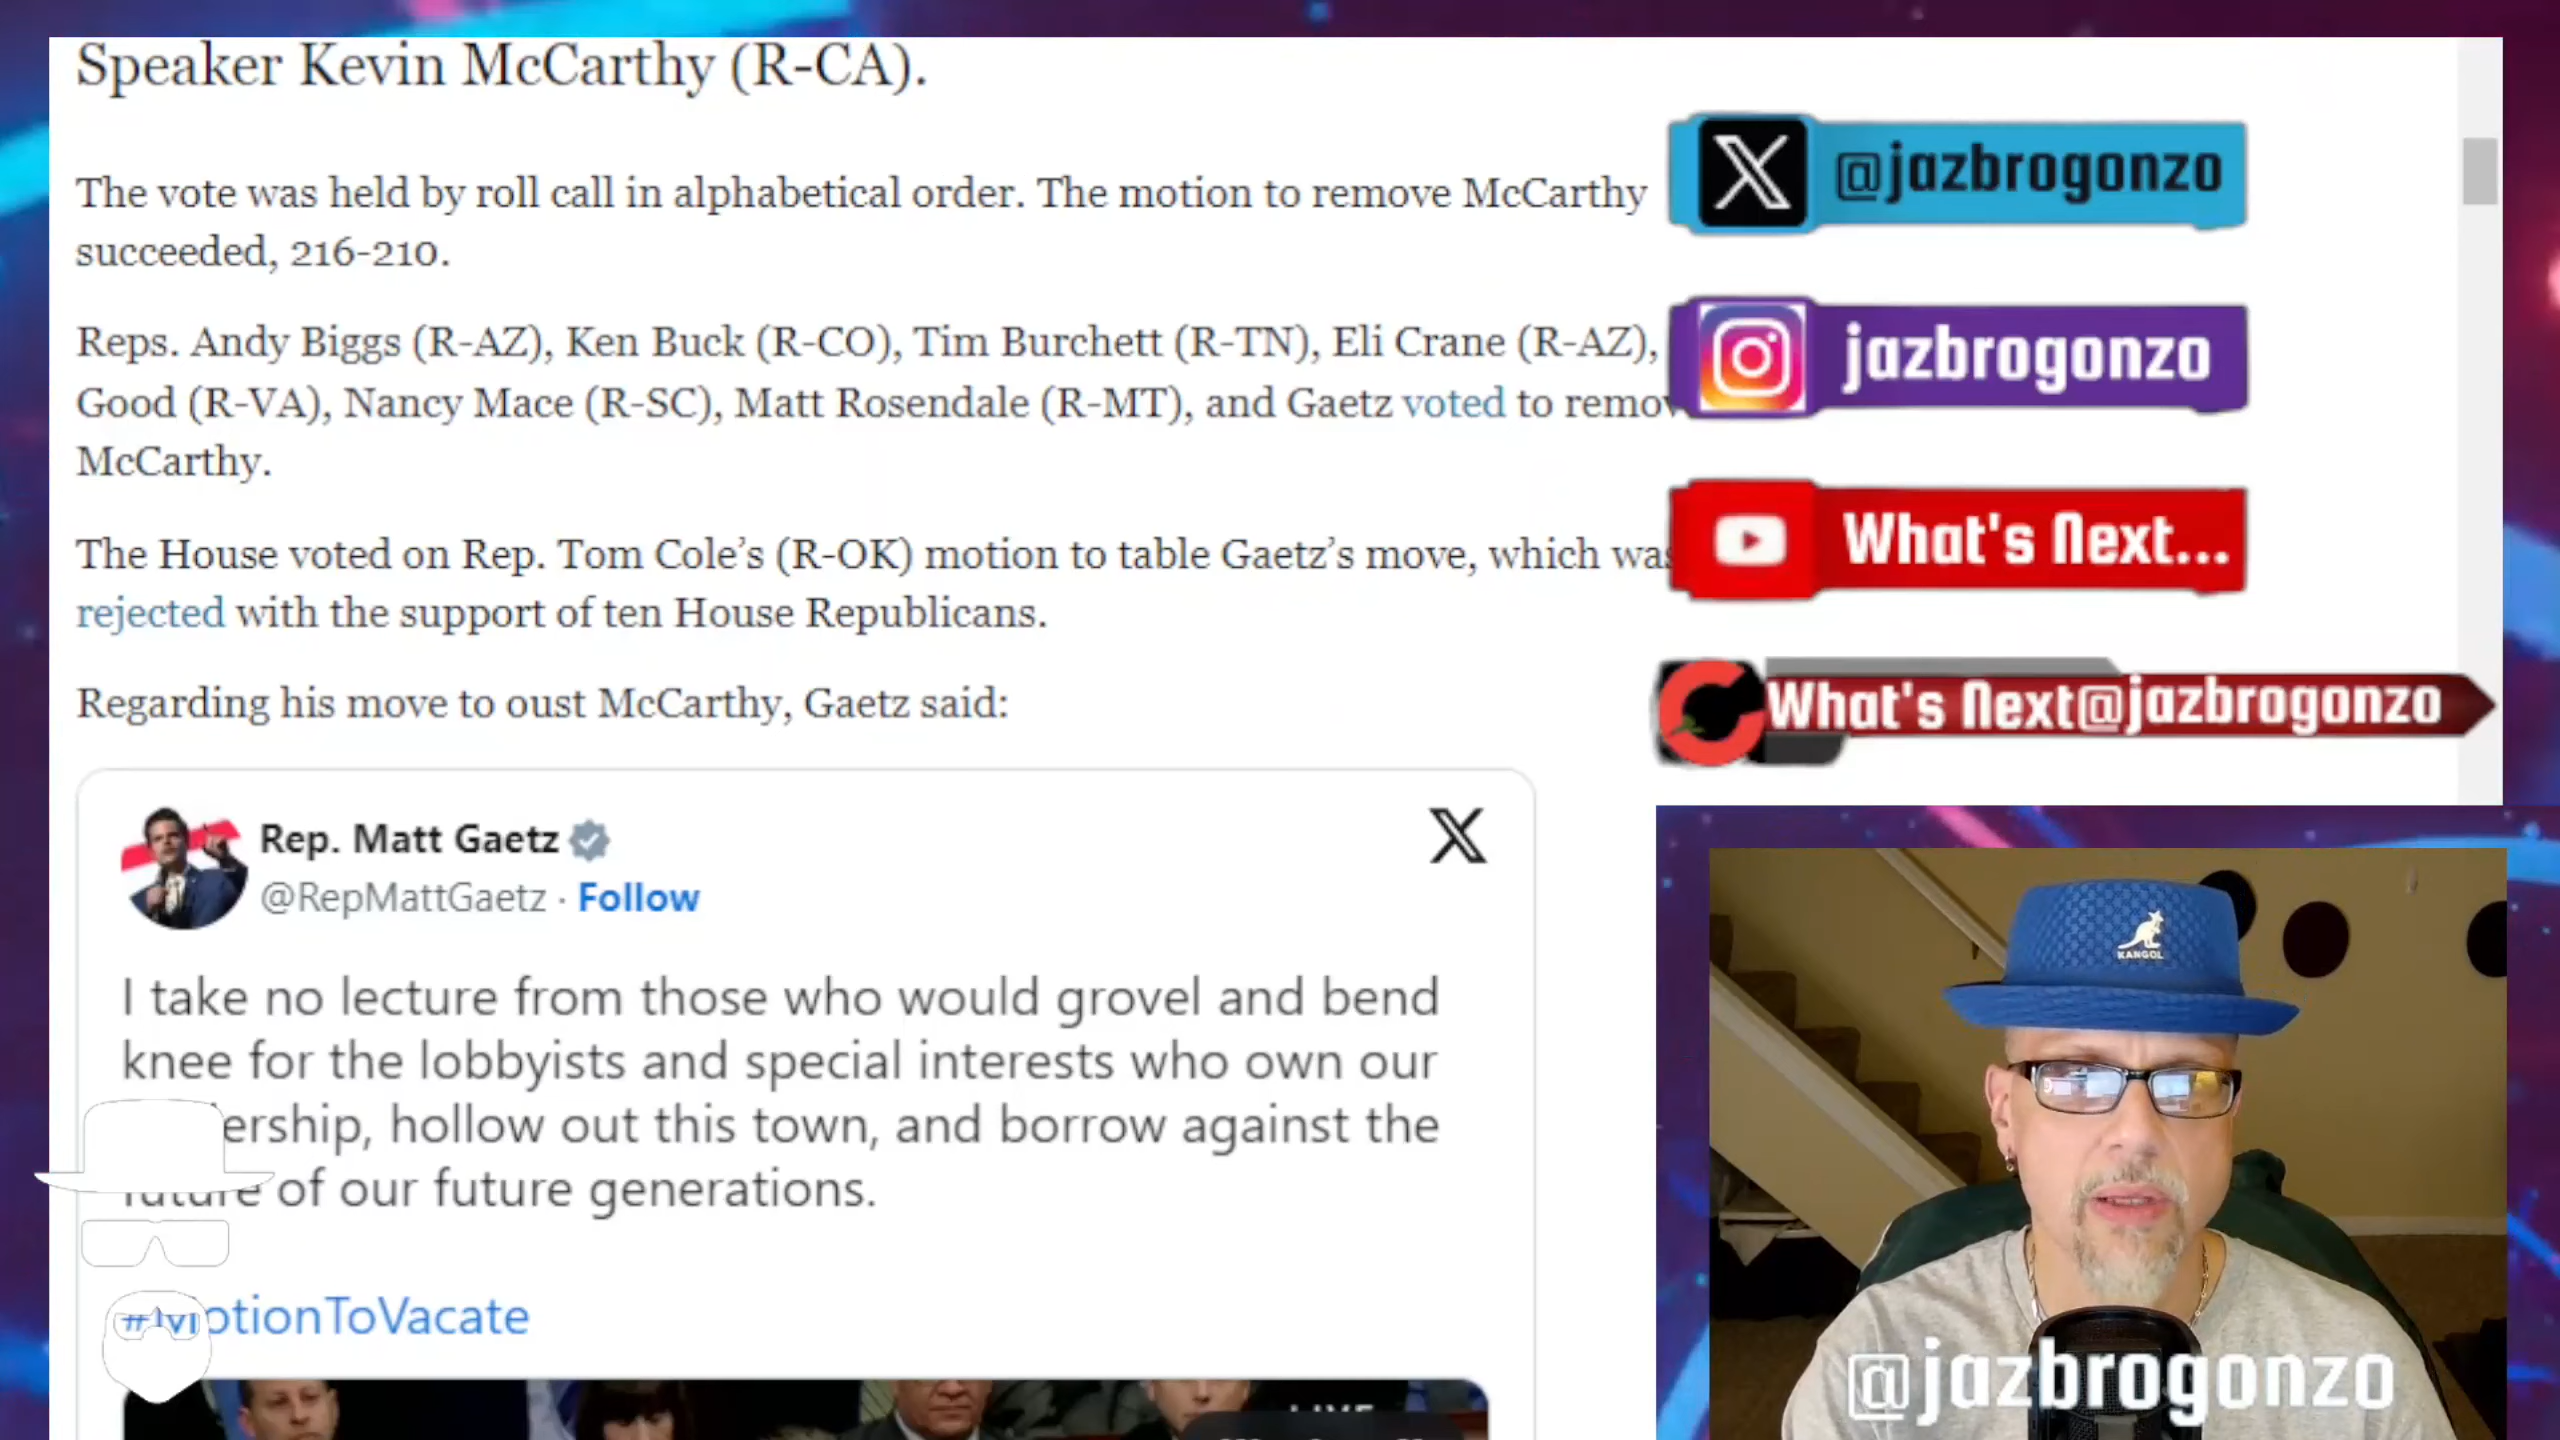 Speaker Kevin McCarthy (R-CA).
The vote was held by roll call in alphabetical order. The motion to remove McCarthy
succeeded, 216-210.
Reps. Andy Biggs (R-AZ), Ken Buck (R-CO), Tim Burchett (R-TN), Eli Crane (R-AZ),
Good (R-VA), Nancy Mace (R-SC), Matt Rosendale (R-MT), and Gaetz voted to remov
McCarthy.
The House voted on Rep. Tom Cole’s (R-OK) motion to table Gaetz’s move, which was
rejected with the support of ten House Republicans.
Regarding his move to oust McCarthy, Gaetz said:
Rep. Matt Gaetz
@RepMattGaetz · Follow
I take no lecture from those who would grovel and bend
knee for the lobbyists and special interests who own our
ership, hollow out this town, and borrow against the
future of our future generations.
#MotionToVacate
LIVE
@jazbrogonzo
jazbrogonzo
What's Next...
What's Next@jazbrogonzo
KANGOL
@jazbrogonzo